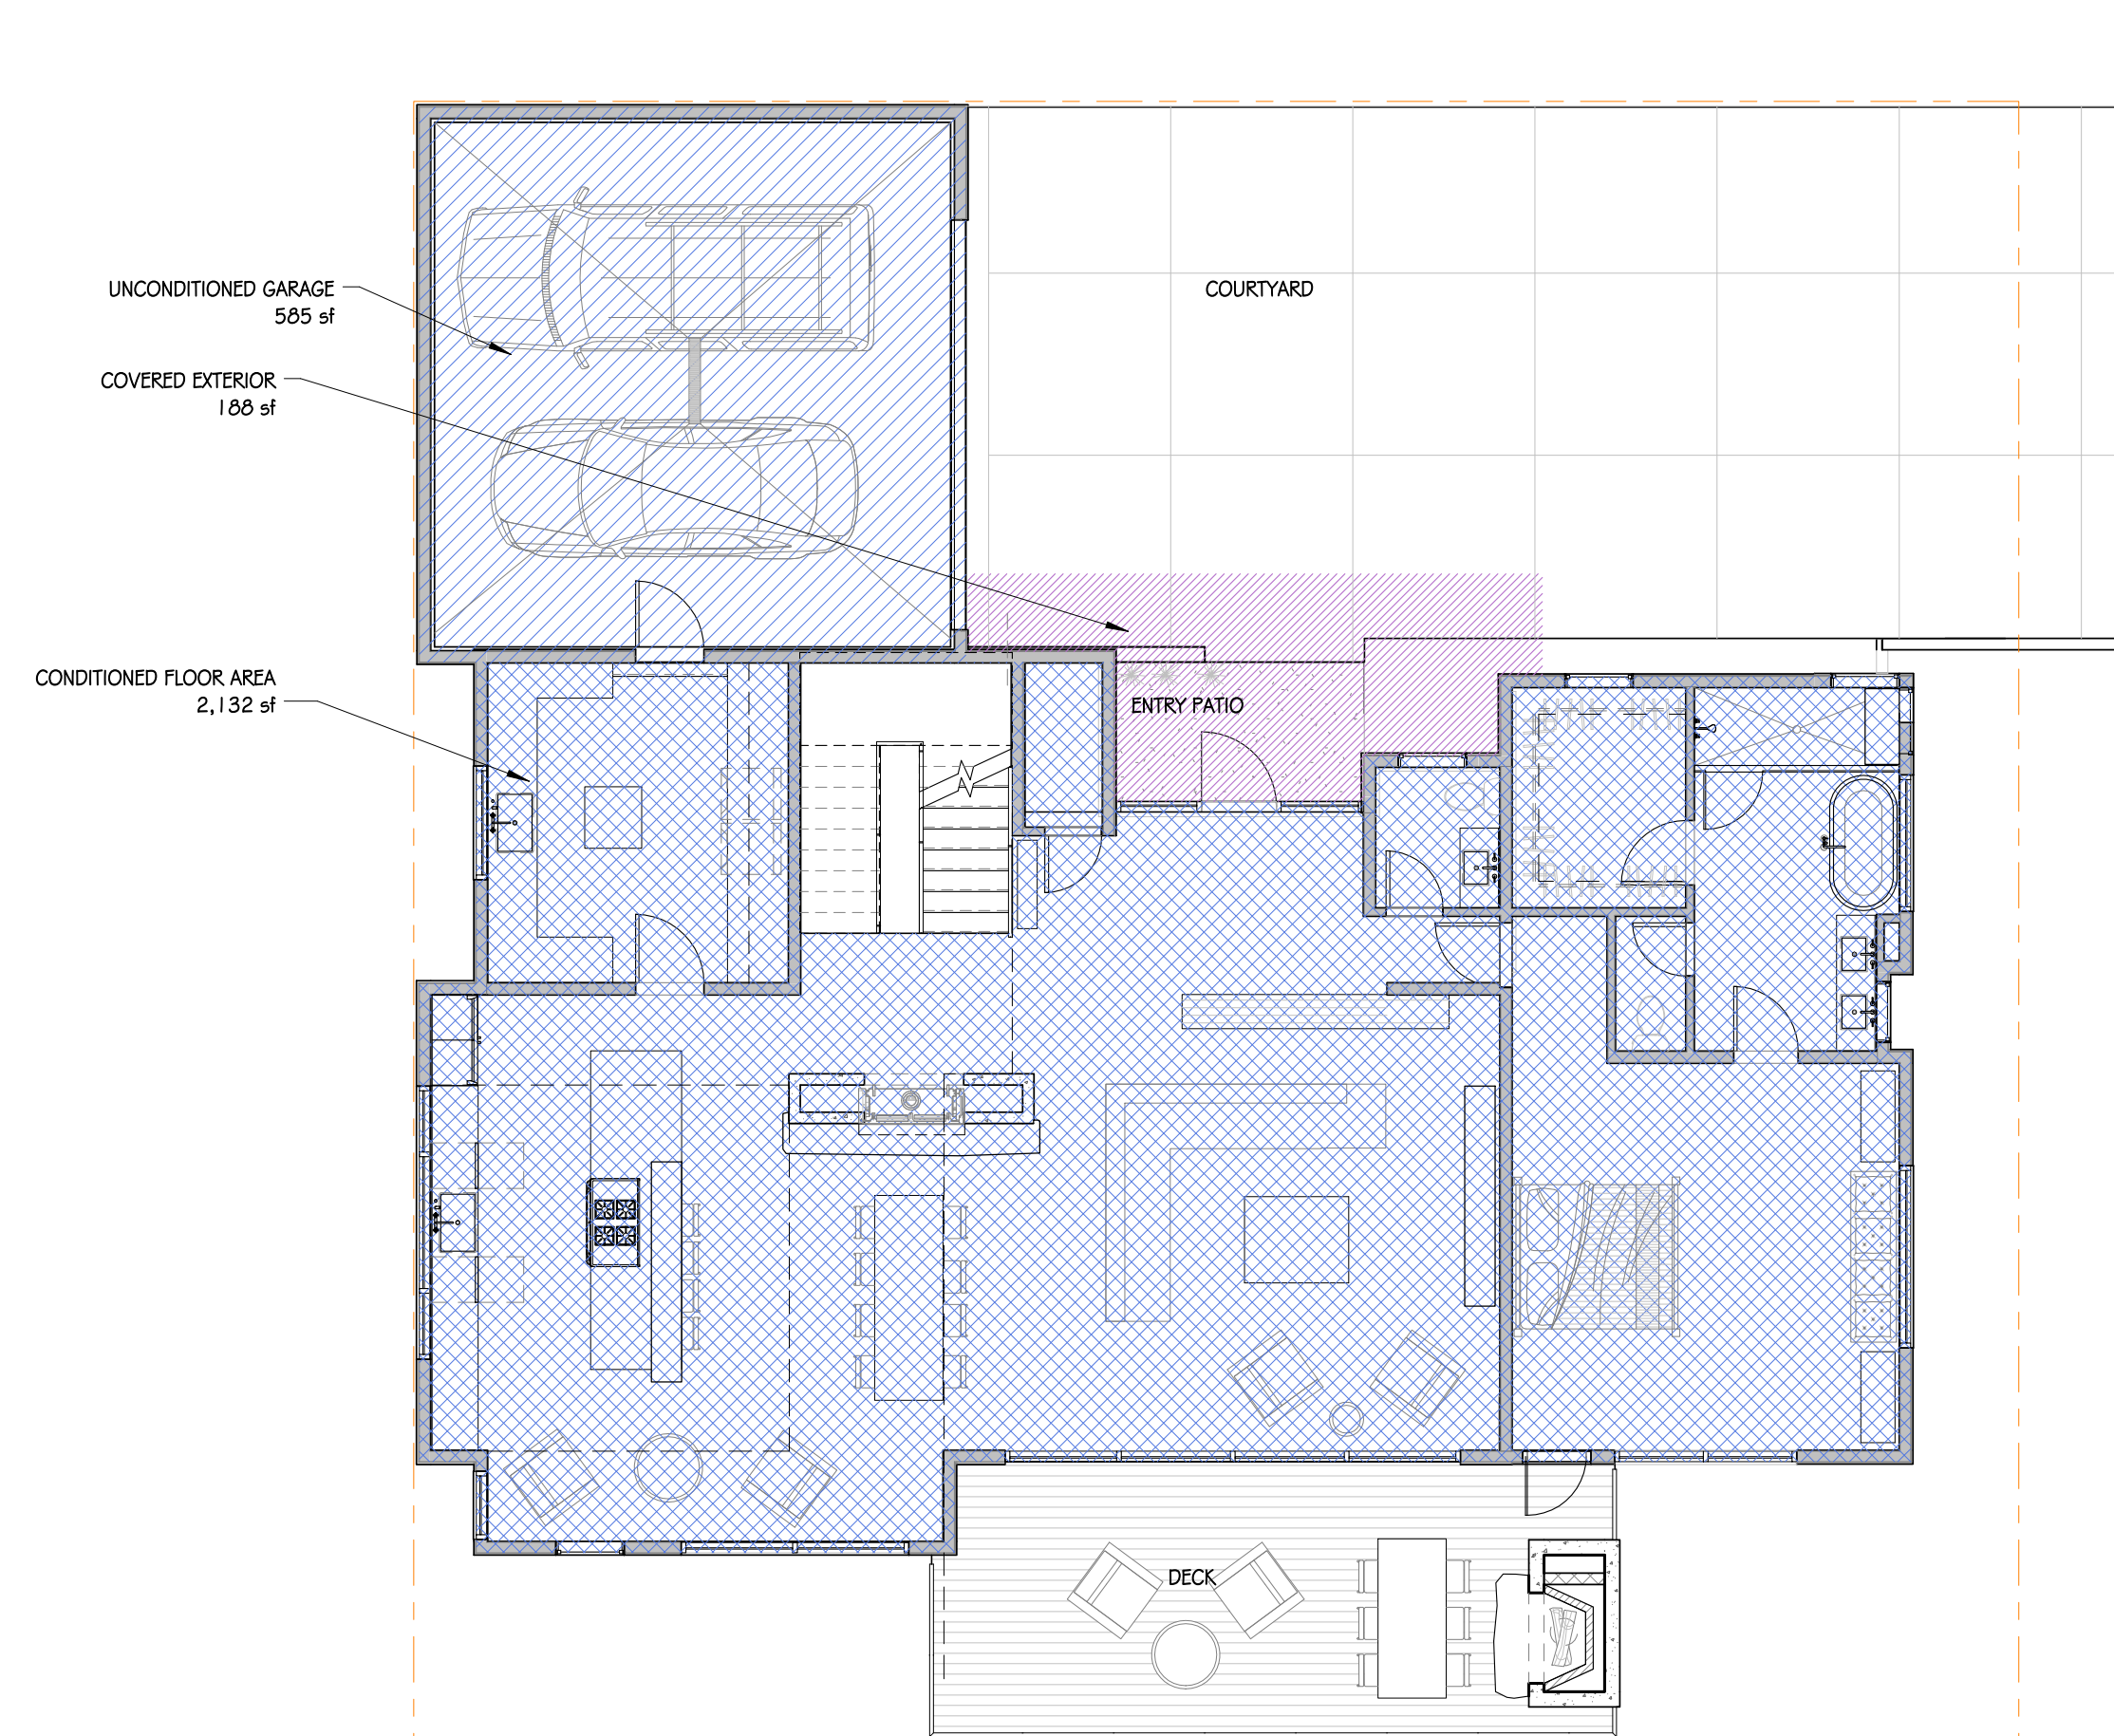 UNCONDITIONED GARAGE
585 sf
COURTYARD
COVERED EXTERIOR
188 sf
CONDITIONED FLOOR AREA
2,132 sf
ENTRY PATIO
DECK